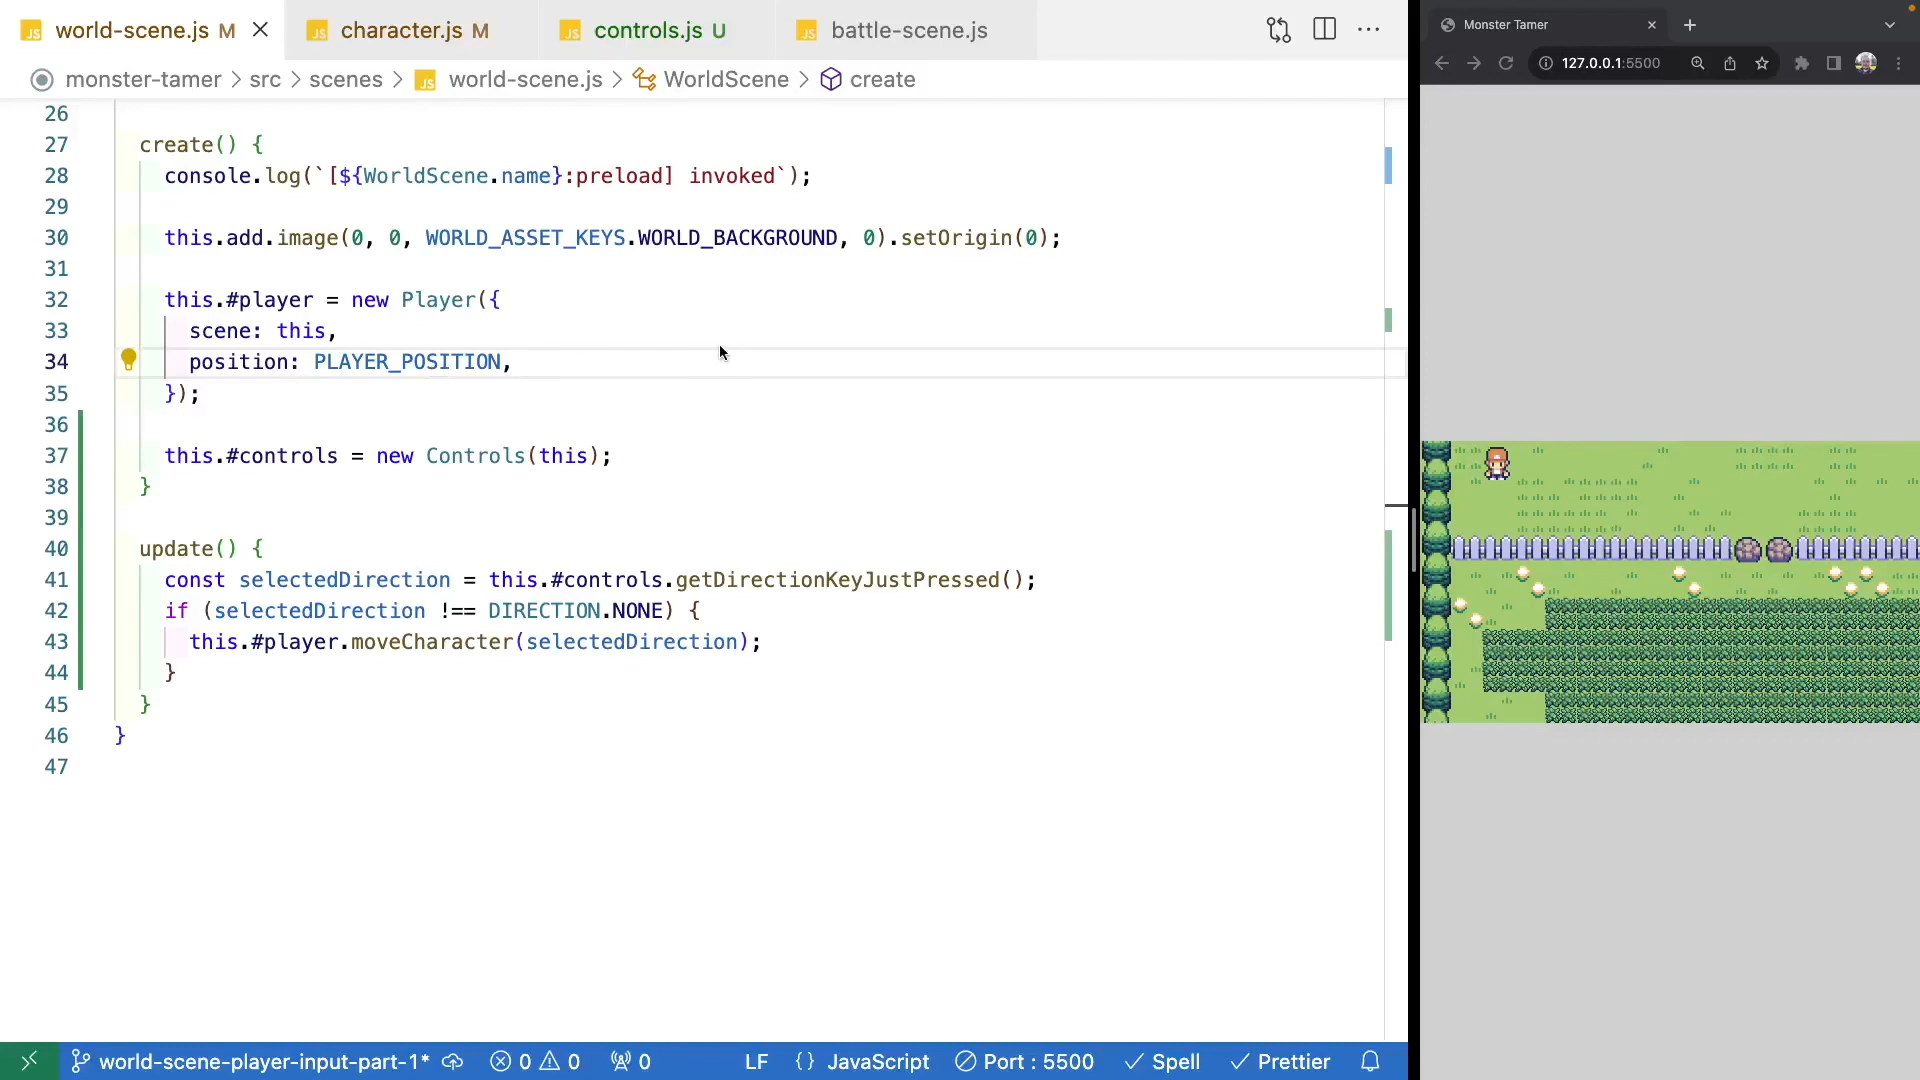 JS world-scene.js M
JS character.js M
JS controls.js U
JS battle-scene.js
Monster Tamer
127.0.0.1:5500
monster-tamer > src > scenes > JS world-scene.js > WorldScene > create
26
27 create() {
28 console.log(`[${WorldScene.name}:preload] invoked`);
29
30 this.add.image(0, 0, WORLD_ASSET_KEYS.WORLD_BACKGROUND, 0).setOrigin(0);
31
32 this.#player = new Player({
33 scene: this,
34 position: PLAYER_POSITION,
35 });
36
37 this.#controls = new Controls(this);
38 }
39
40 update() {
41 const selectedDirection = this.#controls.getDirectionKeyJustPressed();
42 if (selectedDirection !== DIRECTION.NONE) {
43 this.#player.moveCharacter(selectedDirection);
44 }
45 }
46 }
47
world-scene-player-input-part-1* 0 0 0 LF {} JavaScript Port : 5500 Spell Prettier